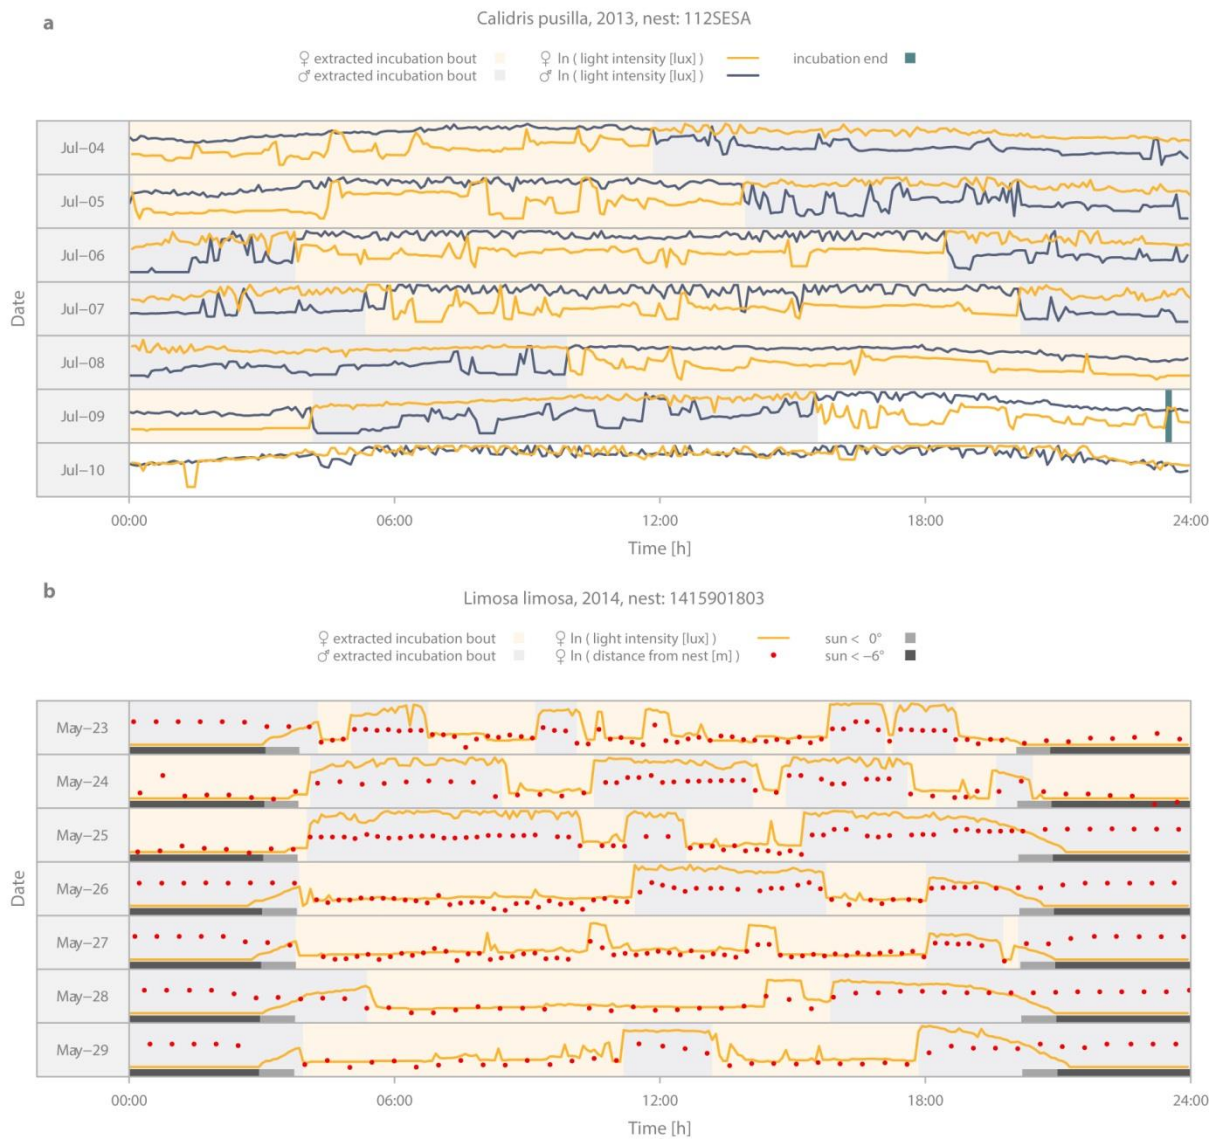 a
Calidris pusilla, 2013, nest: 112SESA
♀ extracted incubation bout ♀ ln ( light intensity [lux] ) incubation end
♂ extracted incubation bout ♂ ln ( light intensity [lux] )
Jul–04
Jul–05
Jul–06
Jul–07
Jul–08
Jul–09
Jul–10
Date
00:00 06:00 12:00 18:00 24:00
Time [h]
b
Limosa limosa, 2014, nest: 1415901803
♀ extracted incubation bout ♀ ln ( light intensity [lux] ) sun < 0°
♂ extracted incubation bout ♀ ln ( distance from nest [m] ) sun < −6°
May–23
May–24
May–25
May–26
May–27
May–28
May–29
Date
00:00 06:00 12:00 18:00 24:00
Time [h]